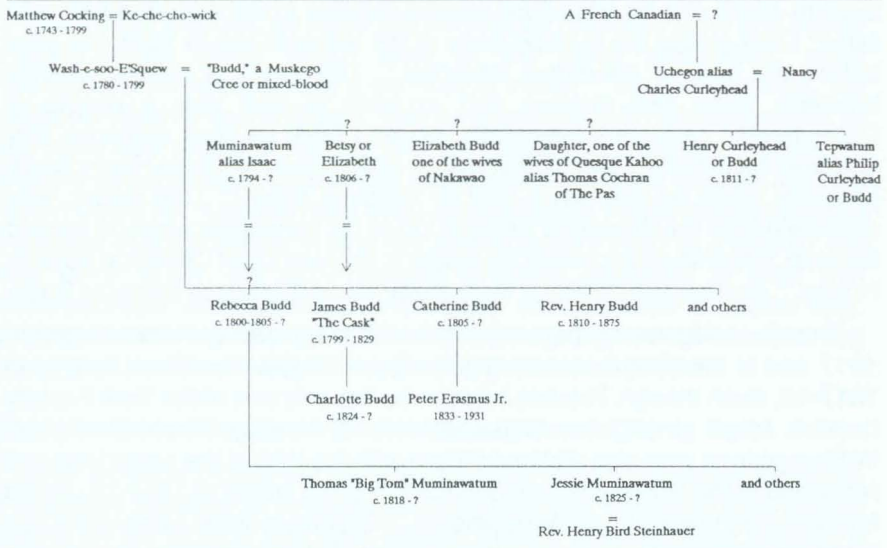 Matthew Cocking = Ke-che-cho-wick
c. 1743 - 1799
A French Canadian = ?
Wash-e-soo-E'Squew = "Budd," a Muskego
c. 1780 - 1799
Cree or mixed-blood
Uchegon alias = Nancy
Charles Curleyhead
? ? ?
Muminawatum
alias Isaac
c. 1794 - ?
Betsy or
Elizabeth
c. 1806 - ?
Elizabeth Budd
one of the wives
of Nakawao
Daughter, one of the
wives of Quesque Kahoo
alias Thomas Cochran
of The Pas
Henry Curleyhead
or Budd
c. 1811 - ?
Tepwatum
alias Philip
Curleyhead
or Budd
= =
?
Rebecca Budd
c. 1800-1805 - ?
James Budd
"The Cask"
c. 1799 - 1829
Catherine Budd
c. 1805 - ?
Rev. Henry Budd
c. 1810 - 1875
and others
Charlotte Budd
c. 1824 - ?
Peter Erasmus Jr.
1833 - 1931
Thomas "Big Tom" Muminawatum
c. 1818 - ?
Jessie Muminawatum
c. 1825 - ?
=
Rev. Henry Bird Steinhauer
and others